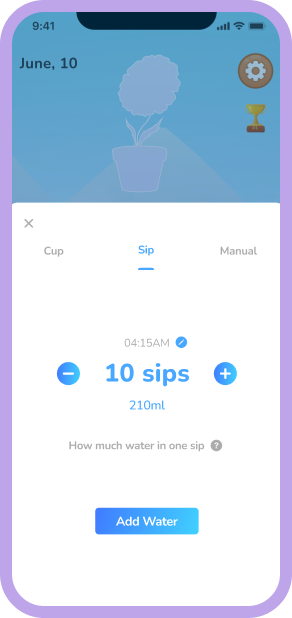 9:41
June, 10
Cup Sip Manual
04:15AM
10 sips
210ml
How much water in one sip ?
Add Water